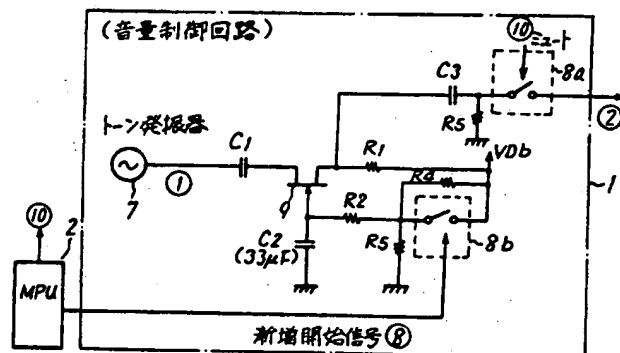 (音量制御回路)
⑩
ミュート
8a
C3
R5
②
トーン発振器
7
①
C1
9
R1
VDb
R4
1
R2
R5
8b
C2
(33μF)
⑩
2
MPU
漸増開始信号⑧